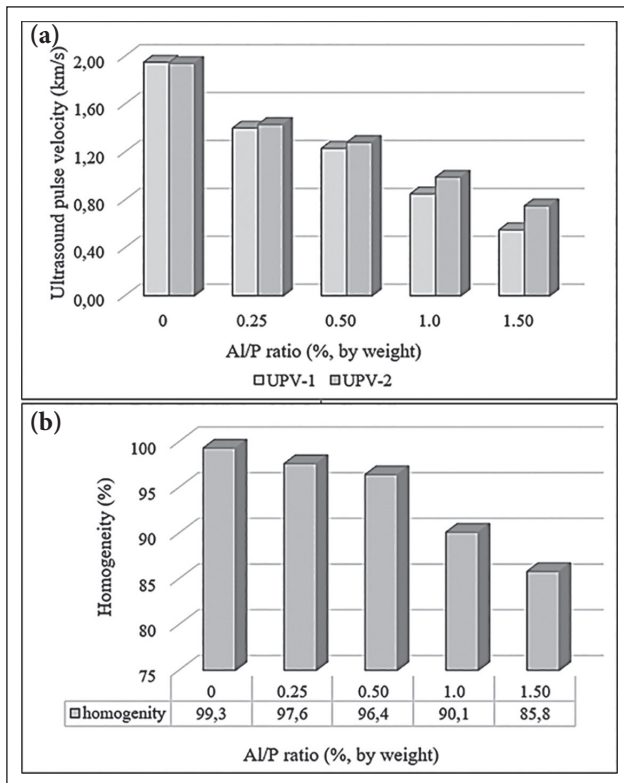 (a)
Ultrasound pulse velocity (km/s)
2,00
1,60
1,20
0,80
0,40
0,00
0 0.25 0.50 1.0 1.50
Al/P ratio (%, by weight)
UPV-1 UPV-2
(b)
Homogeneity (%)
100
95
90
85
80
75
0 0.25 0.50 1.0 1.50
homogenity 99,3 97,6 96,4 90,1 85,8
Al/P ratio (%, by weight)